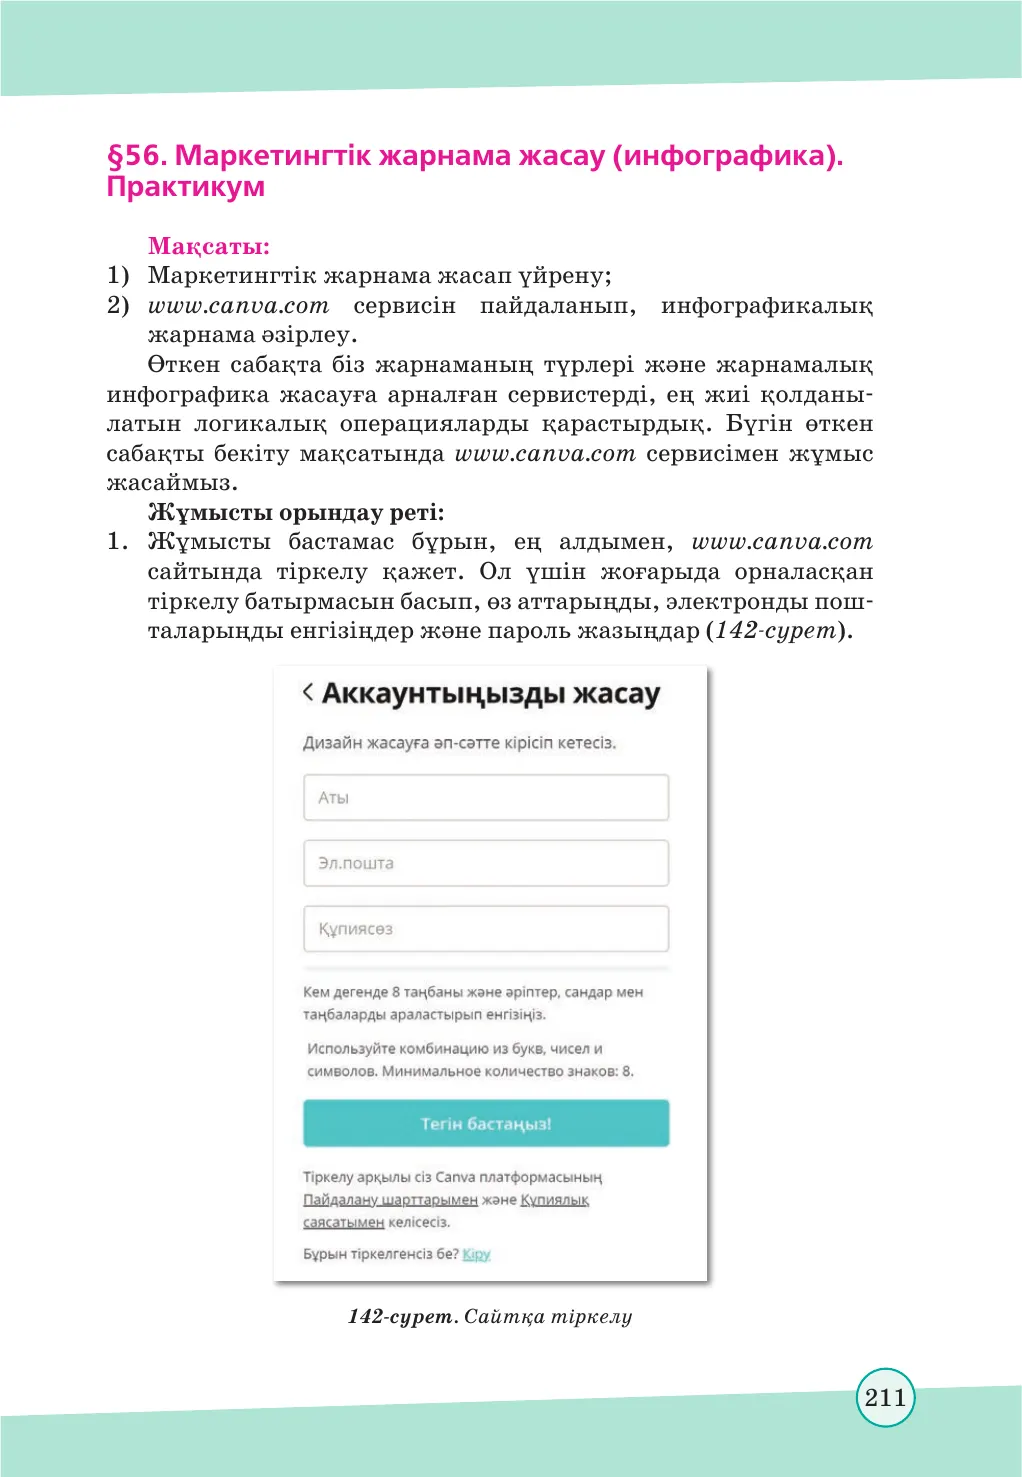 §56. Маркетингтік жарнама жасау (инфографика).
Практикум
Мақсаты:
1) Маркетингтік жарнама жасап үйрену;
2) www.canva.com сервисін пайдаланып, инфографикалық
жарнама әзірлеу.
Өткен сабақта біз жарнаманың түрлері және жарнамалық
инфографика жасауға арналған сервистерді, ең жиі қолданы-
латын логикалық операцияларды қарастырдық. Бүгін өткен
сабақты бекіту мақсатында www.canva.com сервисімен жұмыс
жасаймыз.
Жұмысты орындау реті:
1. Жұмысты бастамас бұрын, ең алдымен, www.canva.com
сайтында тіркелу қажет. Ол үшін жоғарыда орналасқан
тіркелу батырмасын басып, өз аттарыңды, электронды пош-
таларыңды енгізіңдер және пароль жазыңдар (142-сурет).
< Аккаунтыңызды жасау
Дизайн жасауға әп-сәтте кірісіп кетесіз.
Аты
Эл.пошта
Құпиясөз
Кем дегенде 8 таңбаны және әріптер, сандар мен
таңбаларды араластырып енгізіңіз.
Используйте комбинацию из букв, чисел и
символов. Минимальное количество знаков: 8.
Тегін бастаңыз!
Тіркелу арқылы сіз Canva платформасының
Пайдалану шарттарымен және Құпиялық
саясатымен келісесіз.
Бұрын тіркелгенсіз бе? Кіру
142-сурет. Сайтқа тіркелу
211